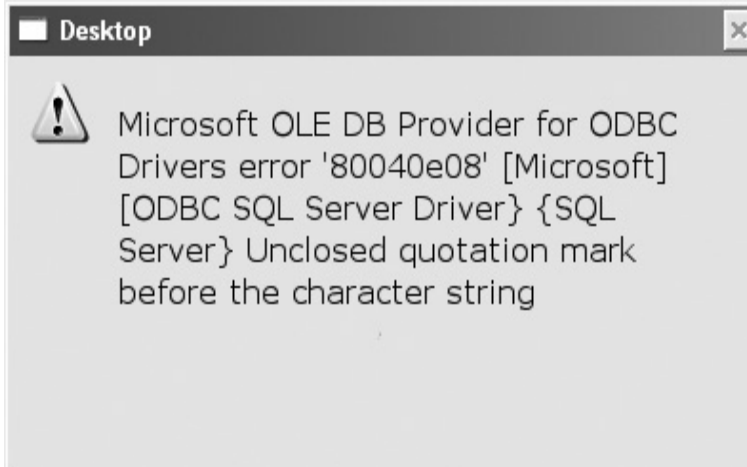 Desktop
Microsoft OLE DB Provider for ODBC
Drivers error '80040e08' [Microsoft]
[ODBC SQL Server Driver} {SQL
Server} Unclosed quotation mark
before the character string